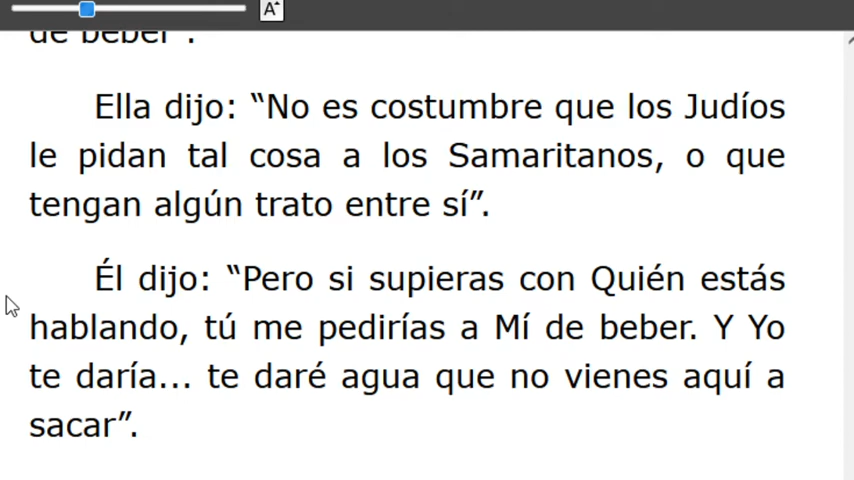 de beber”.
Ella dijo: “No es costumbre que los Judíos
le pidan tal cosa a los Samaritanos, o que
tengan algún trato entre sí”.
Él dijo: “Pero si supieras con Quién estás
hablando, tú me pedirías a Mí de beber. Y Yo
te daría... te daré agua que no vienes aquí a
sacar”.